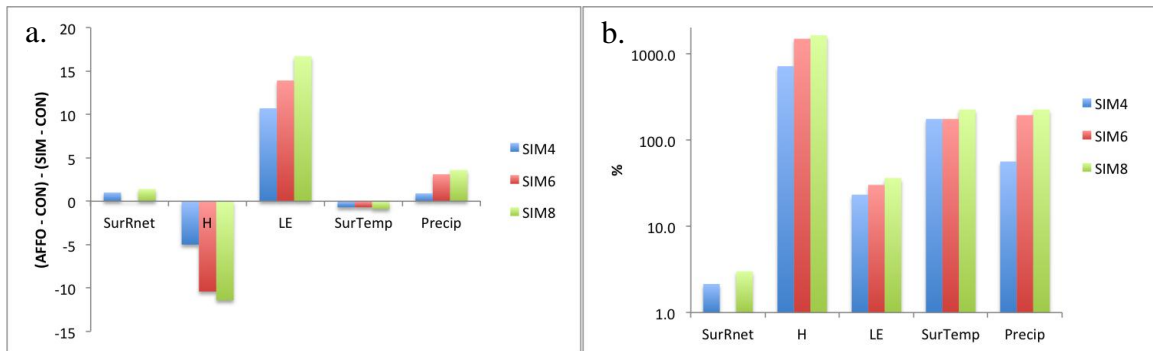 a.
(AFFO - CON) - (SIM - CON)
20
15
10
5
0
-5
-10
-15
SurRnet H LE SurTemp Precip
SIM4
SIM6
SIM8
b.
%
1000.0
100.0
10.0
1.0
SurRnet H LE SurTemp Precip
SIM4
SIM6
SIM8